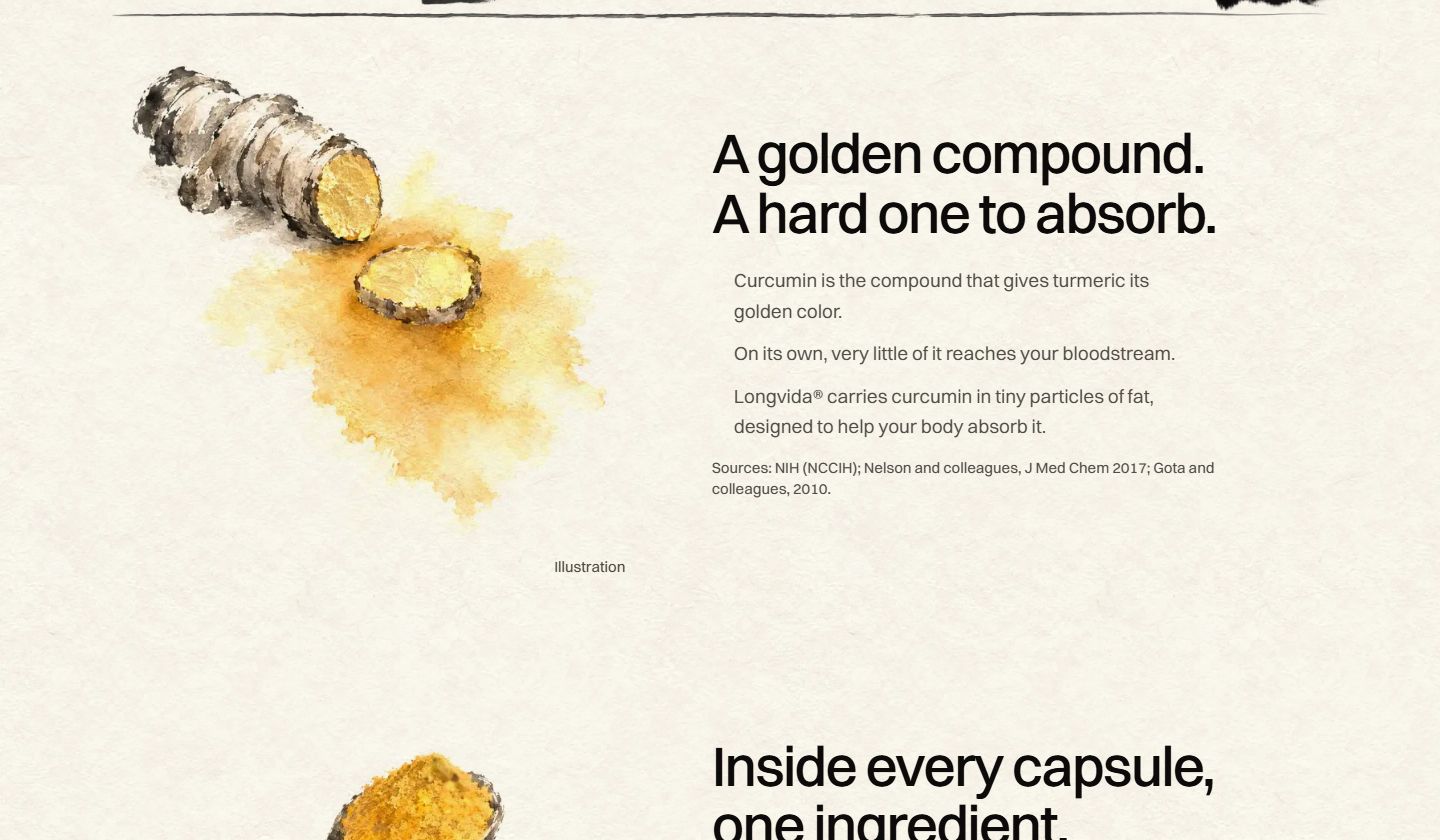 A golden compound.
A hard one to absorb.
Curcumin is the compound that gives turmeric its
golden color.
On its own, very little of it reaches your bloodstream.
Longvida® carries curcumin in tiny particles of fat,
designed to help your body absorb it.
Sources: NIH (NCCIH); Nelson and colleagues, J Med Chem 2017; Gota and
colleagues, 2010.
Illustration
Inside every capsule,
one ingredient.